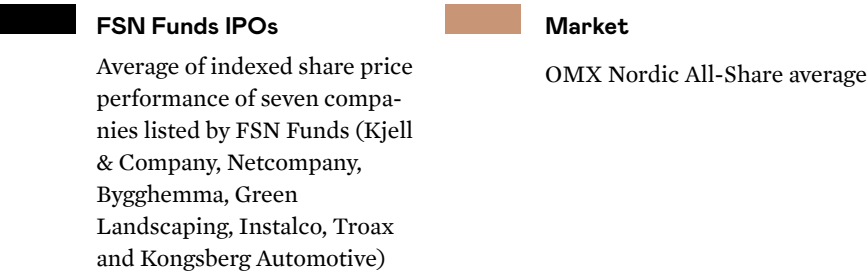 FSN Funds IPOs
Average of indexed share price
performance of seven compa-
nies listed by FSN Funds (Kjell
& Company, Netcompany,
Bygghemma, Green
Landscaping, Instalco, Troax
and Kongsberg Automotive)
Market
OMX Nordic All-Share average